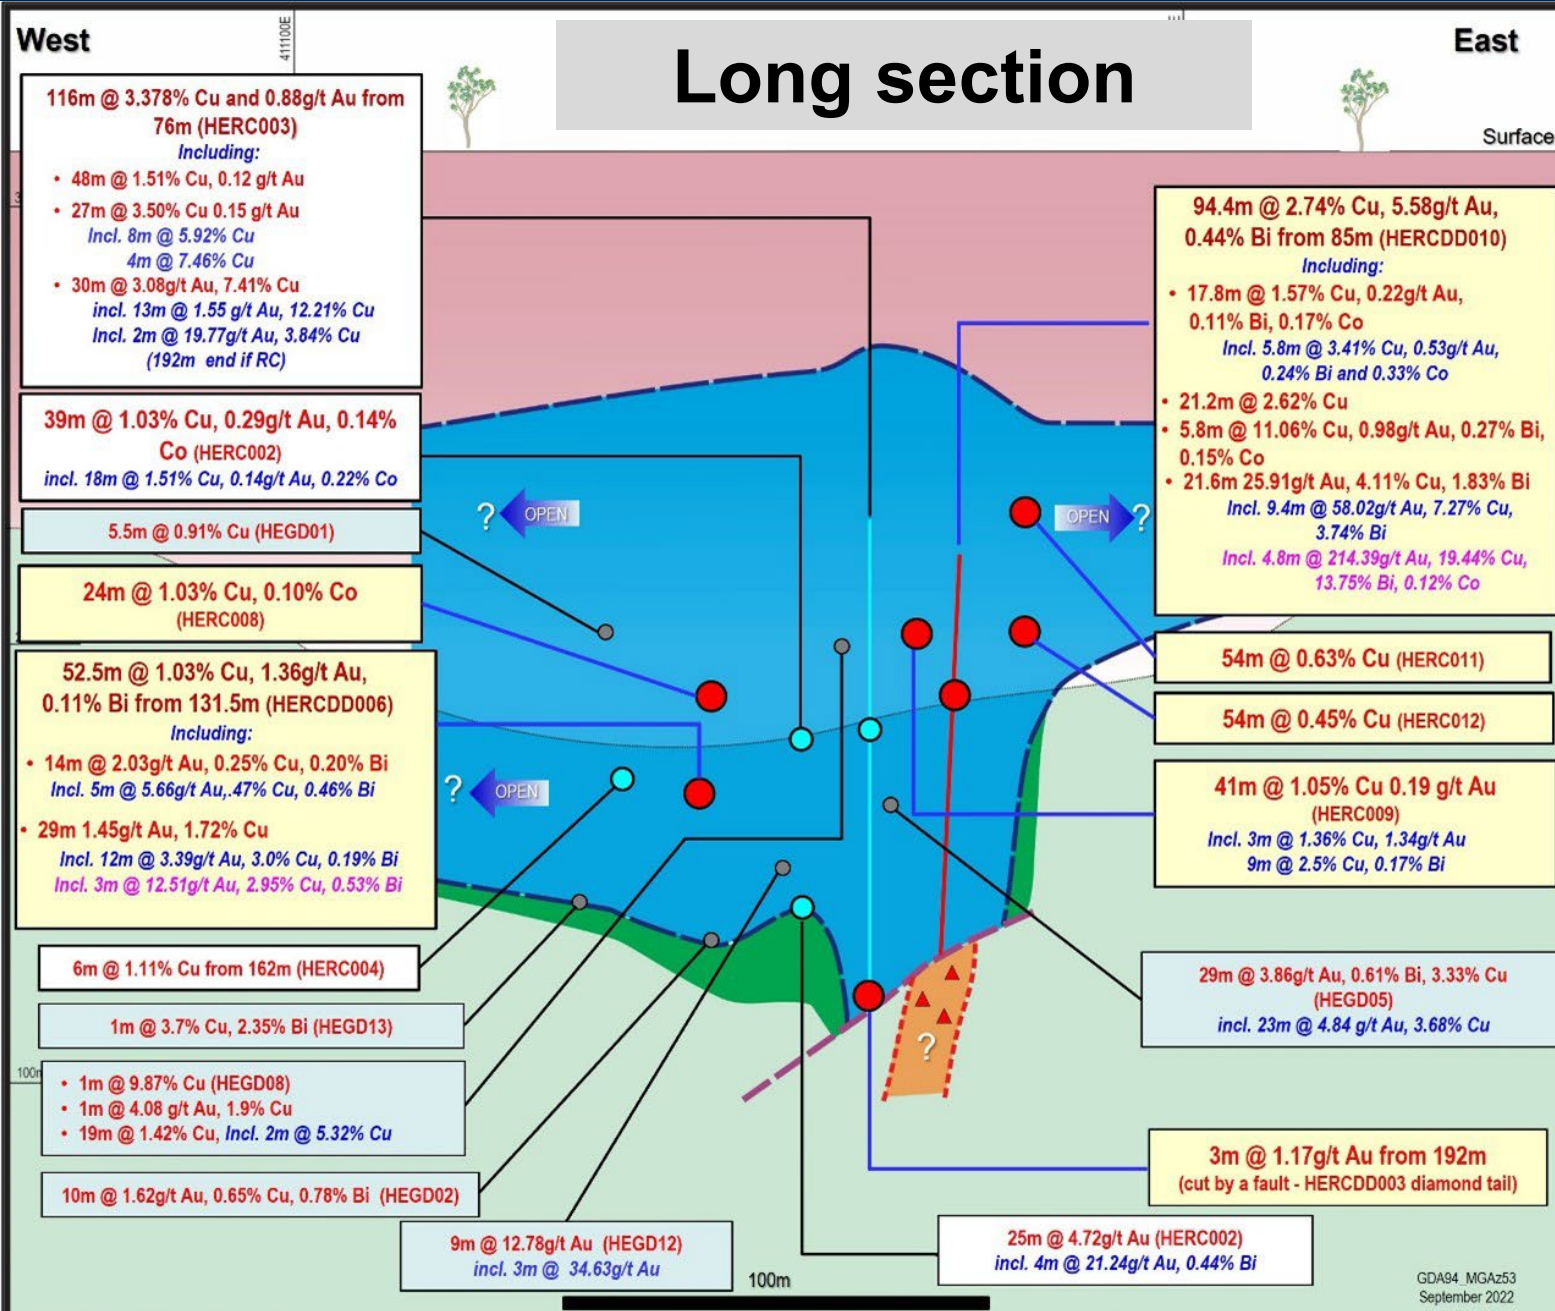 West
411100E
Long section
East
Surface
116m @ 3.378% Cu and 0.88g/t Au from
76m (HERC003)
Including:
• 48m @ 1.51% Cu, 0.12 g/t Au
• 27m @ 3.50% Cu 0.15 g/t Au
Incl. 8m @ 5.92% Cu
4m @ 7.46% Cu
• 30m @ 3.08g/t Au, 7.41% Cu
incl. 13m @ 1.55 g/t Au, 12.21% Cu
Incl. 2m @ 19.77g/t Au, 3.84% Cu
(192m end if RC)
39m @ 1.03% Cu, 0.29g/t Au, 0.14%
Co (HERC002)
incl. 18m @ 1.51% Cu, 0.14g/t Au, 0.22% Co
5.5m @ 0.91% Cu (HEGD01)
24m @ 1.03% Cu, 0.10% Co
(HERC008)
52.5m @ 1.03% Cu, 1.36g/t Au,
0.11% Bi from 131.5m (HERCDD006)
Including:
• 14m @ 2.03g/t Au, 0.25% Cu, 0.20% Bi
Incl. 5m @ 5.66g/t Au,.47% Cu, 0.46% Bi
• 29m 1.45g/t Au, 1.72% Cu
Incl. 12m @ 3.39g/t Au, 3.0% Cu, 0.19% Bi
Incl. 3m @ 12.51g/t Au, 2.95% Cu, 0.53% Bi
6m @ 1.11% Cu from 162m (HERC004)
1m @ 3.7% Cu, 2.35% Bi (HEGD13)
100m
• 1m @ 9.87% Cu (HEGD08)
• 1m @ 4.08 g/t Au, 1.9% Cu
• 19m @ 1.42% Cu, Incl. 2m @ 5.32% Cu
10m @ 1.62g/t Au, 0.65% Cu, 0.78% Bi (HEGD02)
9m @ 12.78g/t Au (HEGD12)
incl. 3m @ 34.63g/t Au
? OPEN
OPEN ?
? OPEN
?
94.4m @ 2.74% Cu, 5.58g/t Au,
0.44% Bi from 85m (HERCDD010)
Including:
• 17.8m @ 1.57% Cu, 0.22g/t Au,
0.11% Bi, 0.17% Co
Incl. 5.8m @ 3.41% Cu, 0.53g/t Au,
0.24% Bi and 0.33% Co
• 21.2m @ 2.62% Cu
• 5.8m @ 11.06% Cu, 0.98g/t Au, 0.27% Bi,
0.15% Co
• 21.6m 25.91g/t Au, 4.11% Cu, 1.83% Bi
Incl. 9.4m @ 58.02g/t Au, 7.27% Cu,
3.74% Bi
Incl. 4.8m @ 214.39g/t Au, 19.44% Cu,
13.75% Bi, 0.12% Co
54m @ 0.63% Cu (HERC011)
54m @ 0.45% Cu (HERC012)
41m @ 1.05% Cu 0.19 g/t Au
(HERC009)
Incl. 3m @ 1.36% Cu, 1.34g/t Au
9m @ 2.5% Cu, 0.17% Bi
29m @ 3.86g/t Au, 0.61% Bi, 3.33% Cu
(HEGD05)
incl. 23m @ 4.84 g/t Au, 3.68% Cu
3m @ 1.17g/t Au from 192m
(cut by a fault - HERCDD003 diamond tail)
25m @ 4.72g/t Au (HERC002)
incl. 4m @ 21.24g/t Au, 0.44% Bi
100m
GDA94_MGAz53
September 2022